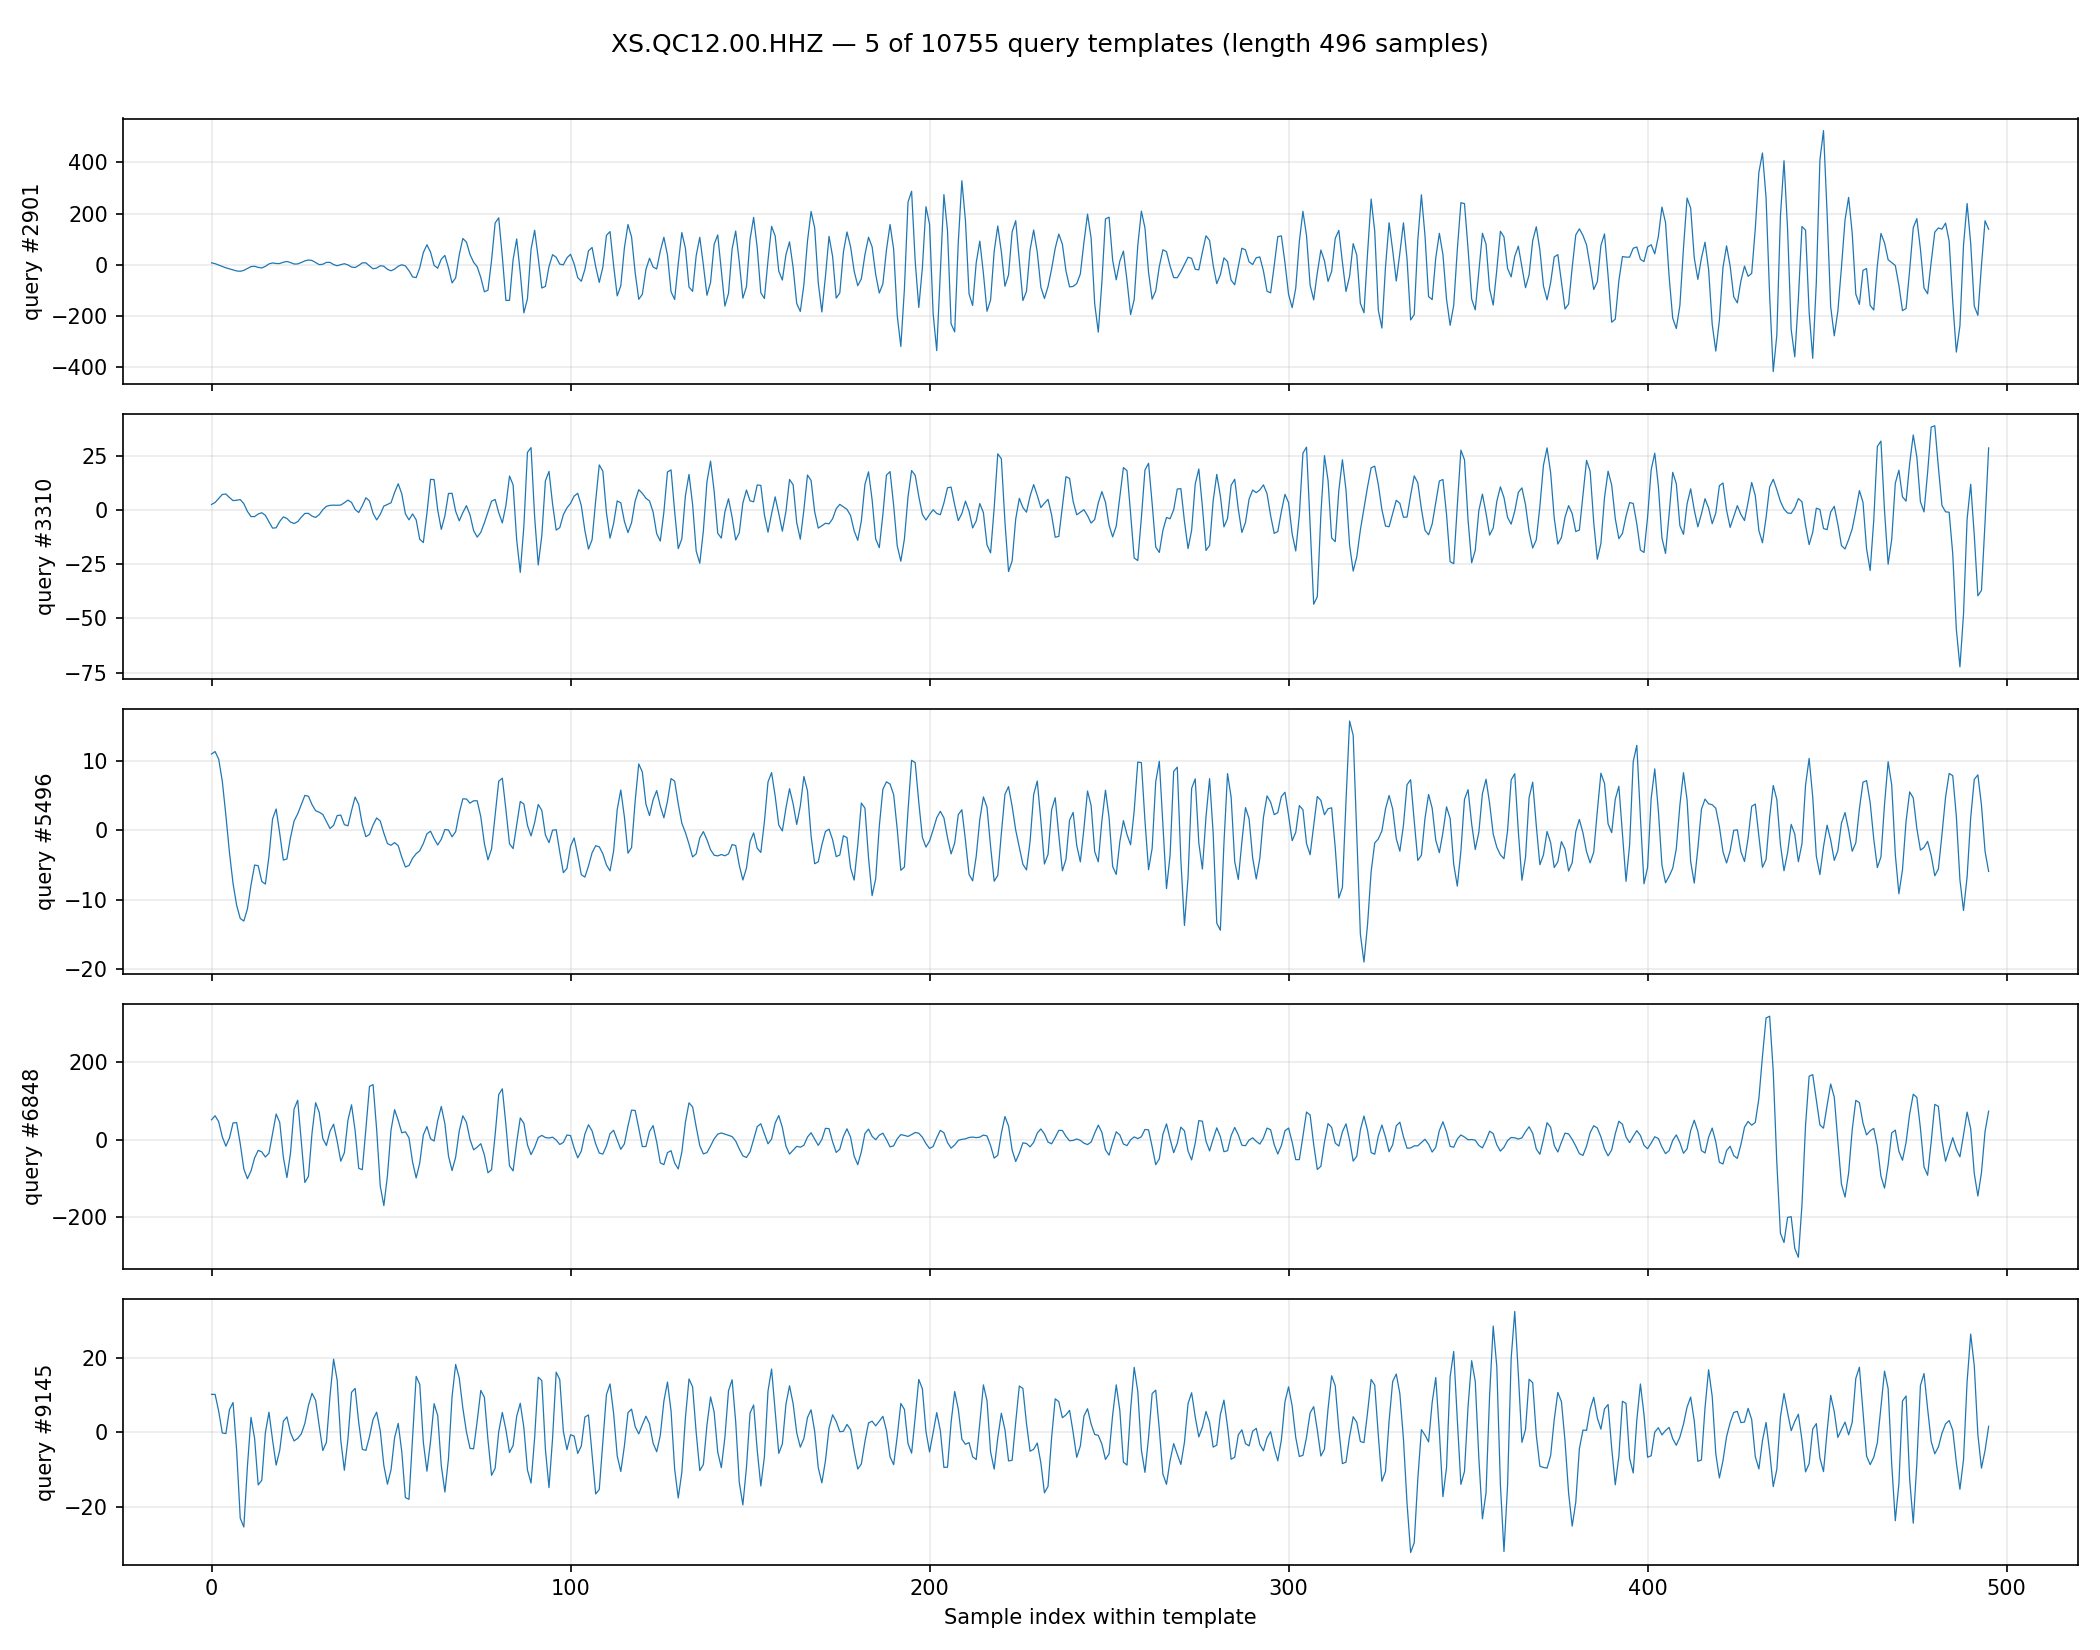 XS.QC12.00.HHZ — 5 of 10755 query templates (length 496 samples)
query #2901
400
200
0
−200
−400
query #3310
25
0
−25
−50
−75
query #5496
10
0
−10
−20
query #6848
200
0
−200
query #9145
20
0
−20
0 100 200 300 400 500
Sample index within template